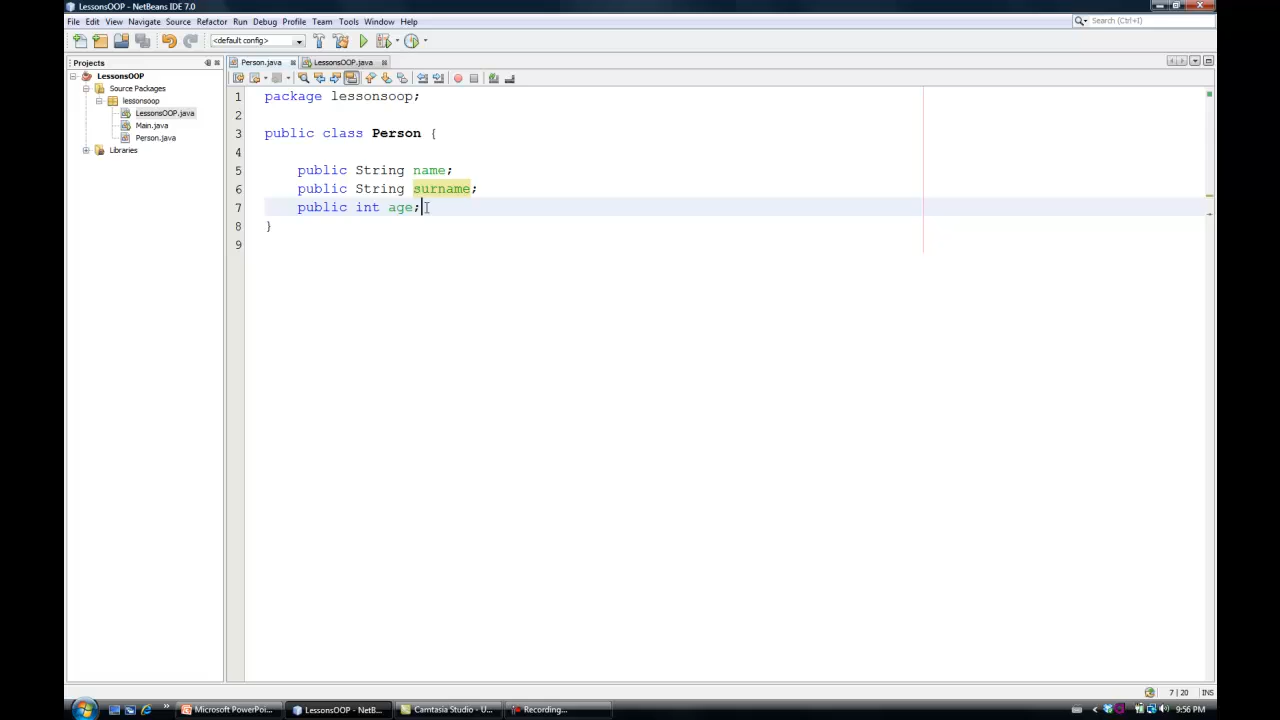 LessonsOOP - NetBeans IDE 7.0
File Edit View Navigate Source Refactor Run Debug Profile Team Tools Window Help
Search (Ctrl+I)
<default config>
Projects
Person.java
LessonsOOP.java
LessonsOOP
Source Packages
lessonsoop
LessonsOOP.java
Main.java
Person.java
Libraries
1 package lessonsoop;
2
3 public class Person {
4
5 public String name;
6 public String surname;
7 public int age;
8 }
9
7 | 20 INS
Microsoft PowerPoi...
LessonsOOP - NetB...
Camtasia Studio - U...
Recording...
9:56 PM